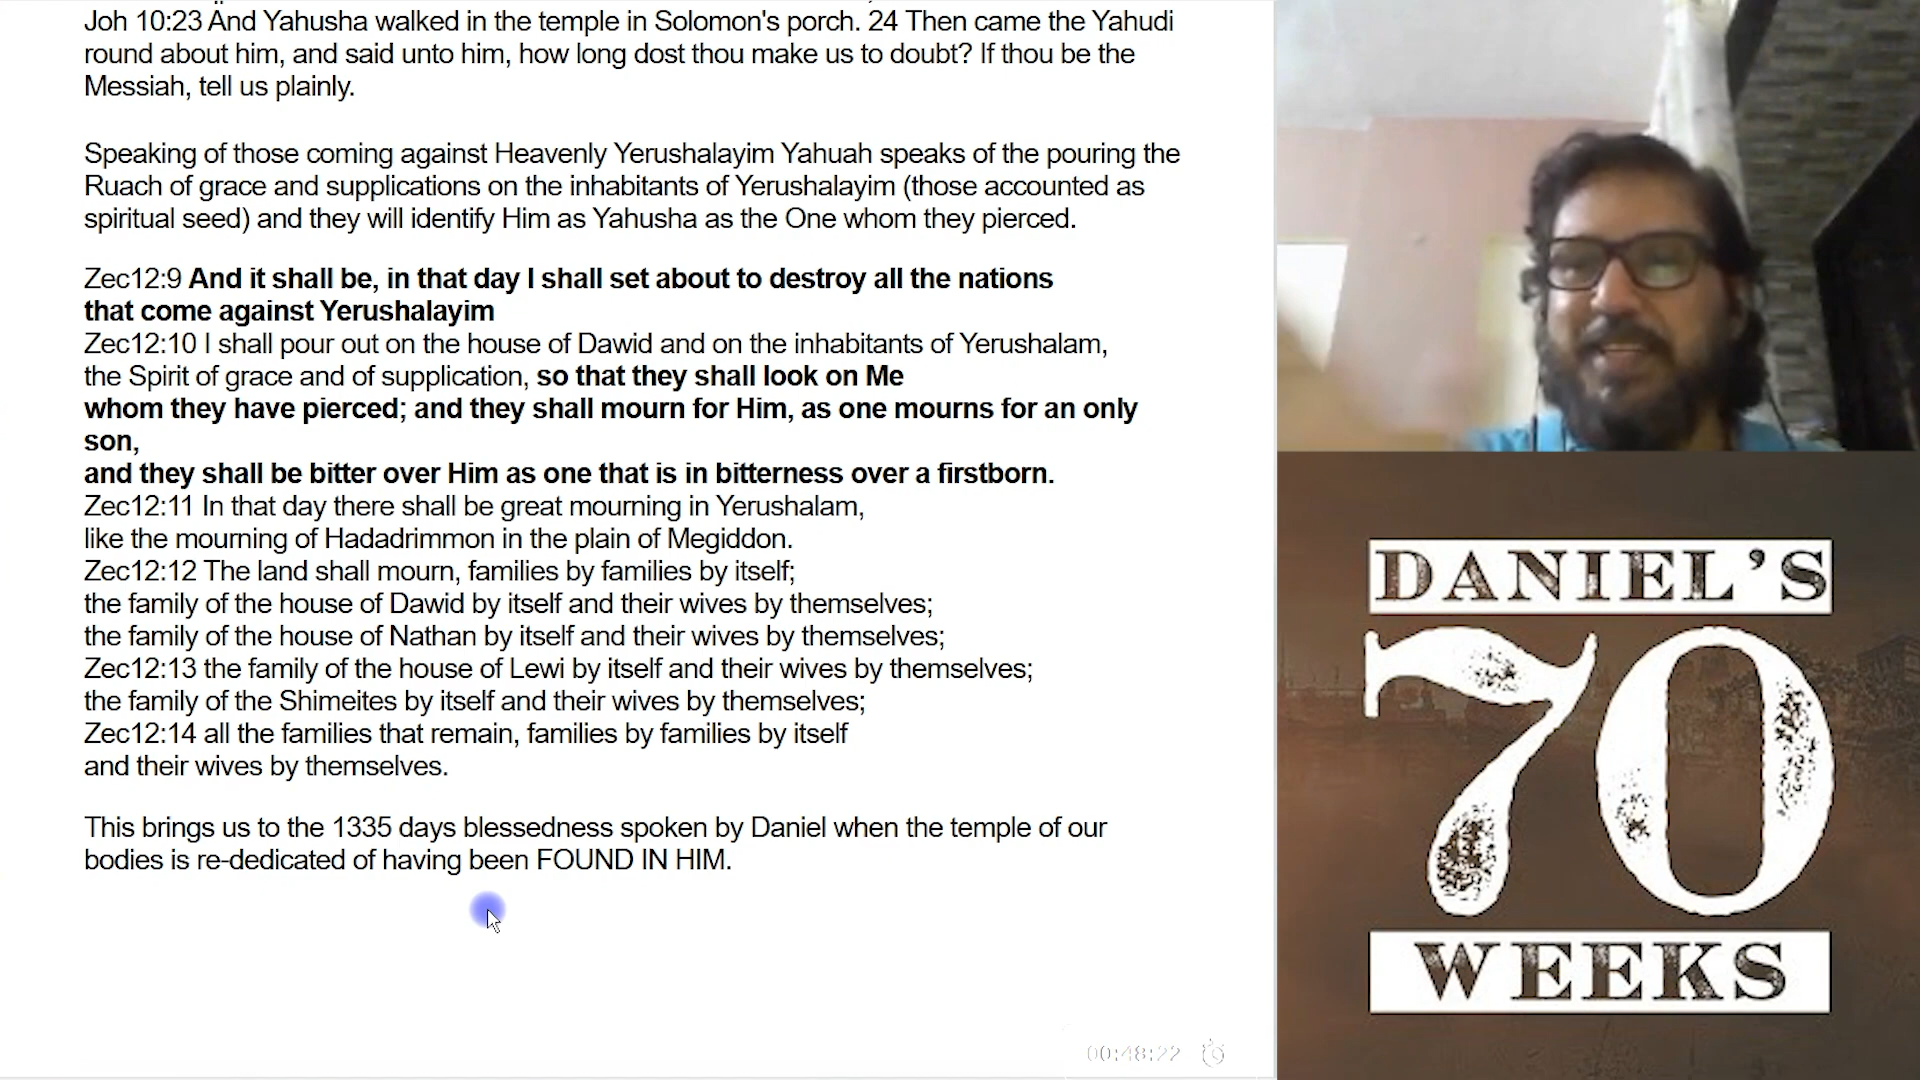 Joh 10:23 And Yahusha walked in the temple in Solomon's porch. 24 Then came the Yahudi
round about him, and said unto him, how long dost thou make us to doubt? If thou be the
Messiah, tell us plainly.
Speaking of those coming against Heavenly Yerushalayim Yahuah speaks of the pouring the
Ruach of grace and supplications on the inhabitants of Yerushalayim (those accounted as
spiritual seed) and they will identify Him as Yahusha as the One whom they pierced.
Zec12:9 And it shall be, in that day I shall set about to destroy all the nations
that come against Yerushalayim
Zec12:10 I shall pour out on the house of Dawid and on the inhabitants of Yerushalam,
the Spirit of grace and of supplication, so that they shall look on Me
whom they have pierced; and they shall mourn for Him, as one mourns for an only
son,
and they shall be bitter over Him as one that is in bitterness over a firstborn.
Zec12:11 In that day there shall be great mourning in Yerushalam,
like the mourning of Hadadrimmon in the plain of Megiddon.
Zec12:12 The land shall mourn, families by families by itself;
the family of the house of Dawid by itself and their wives by themselves;
the family of the house of Nathan by itself and their wives by themselves;
Zec12:13 the family of the house of Lewi by itself and their wives by themselves;
the family of the Shimeites by itself and their wives by themselves;
Zec12:14 all the families that remain, families by families by itself
and their wives by themselves.
This brings us to the 1335 days blessedness spoken by Daniel when the temple of our
bodies is re-dedicated of having been FOUND IN HIM.
00:48:22
DANIEL'S
70
WEEKS